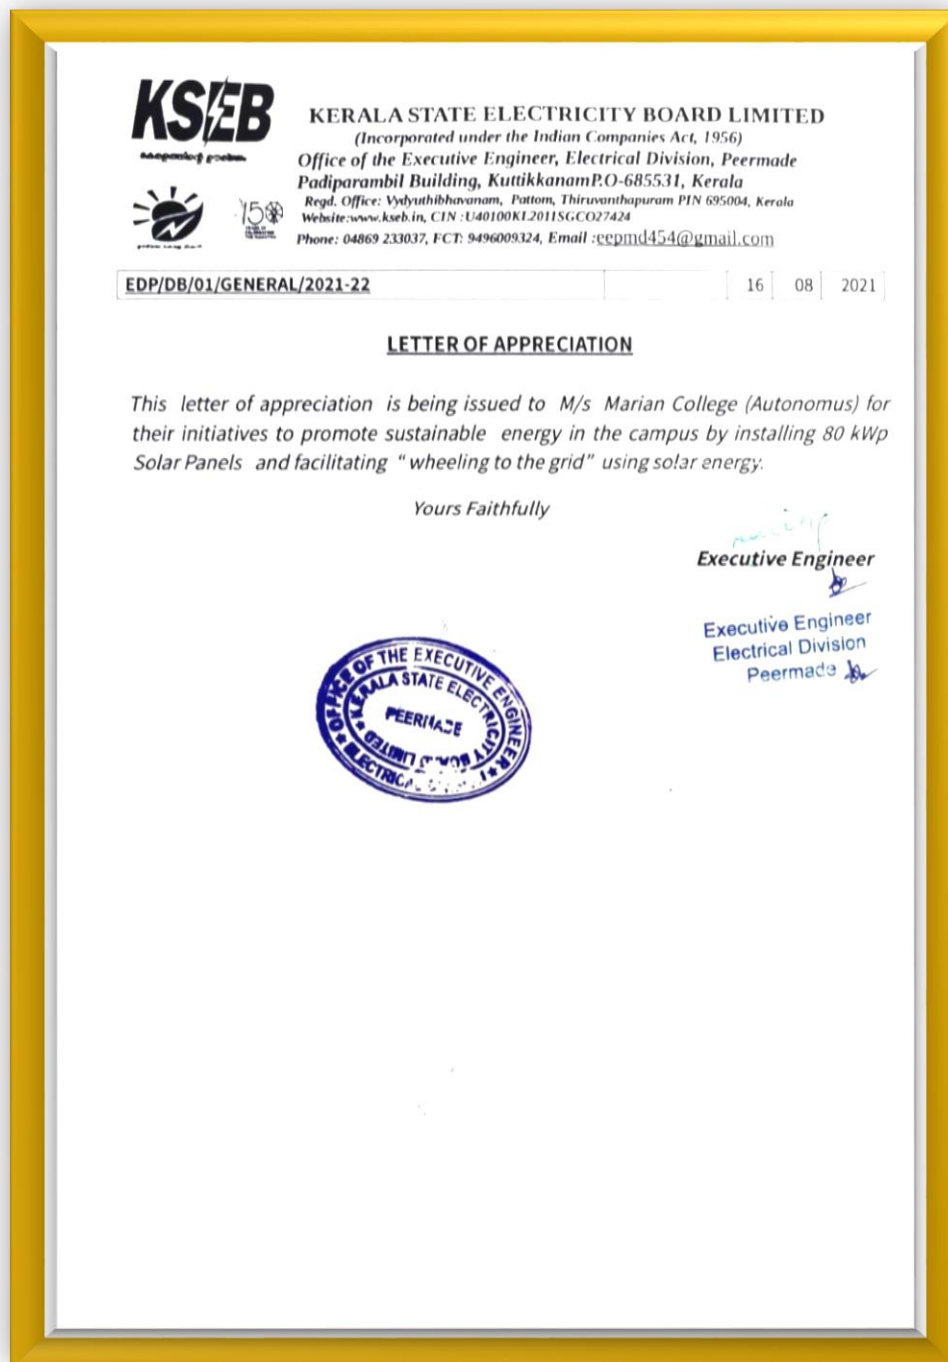 KSEB
KERALA STATE ELECTRICITY BOARD LIMITED
(Incorporated under the Indian Companies Act, 1956)
Office of the Executive Engineer, Electrical Division, Peermade
Padiparambil Building, KuttikkanamP.O-685531, Kerala
Regd. Office: Vydyuthibhavanam, Pattom, Thiruvanthapuram PIN 695004, Kerala
Website:www.kseb.in, CIN :U40100KL2011SGCO27424
Phone: 04869 233037, FCT: 9496009324, Email :eepmd454@gmail.com
150
EDP/DB/01/GENERAL/2021-22 16 08 2021
LETTER OF APPRECIATION
This letter of appreciation is being issued to M/s Marian College (Autonomus) for
their initiatives to promote sustainable energy in the campus by installing 80 kWp
Solar Panels and facilitating “wheeling to the grid” using solar energy.
Yours Faithfully
Executive Engineer
Executive Engineer
Electrical Division
Peermade
OFFICE OF THE EXECUTIVE ENGINEER
ELECTRICAL
KERALA STATE ELECTRICITY
LIMITED
PEERMADE